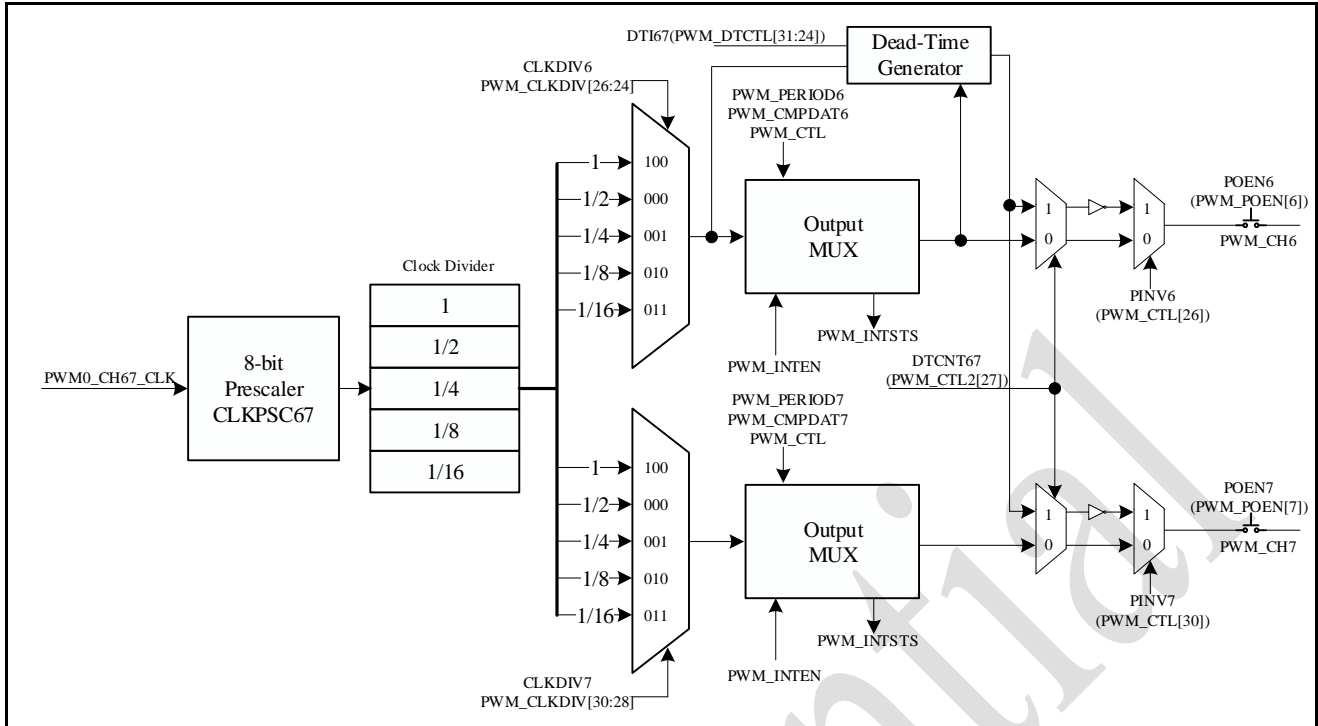 DTI67(PWM_DTCTL[31:24])
Dead-Time
Generator
CLKDIV6
PWM_CLKDIV[26:24]
PWM_PERIOD6
PWM_CMPDAT6
PWM_CTL
1
100
1/2
000
1/4
001
1/8
010
1/16
011
Output
MUX
PWM_INTEN
PWM_INTSTS
1
0
1
0
POEN6
(PWM_POEN[6])
PWM_CH6
PINV6
(PWM_CTL[26])
Clock Divider
1
1/2
1/4
1/8
1/16
PWM0_CH67_CLK
8-bit
Prescaler
CLKPSC67
DTCNT67
(PWM_CTL2[27])
PWM_PERIOD7
PWM_CMPDAT7
PWM_CTL
1
100
1/2
000
1/4
001
1/8
010
1/16
011
Output
MUX
PWM_INTEN
PWM_INTSTS
1
0
1
0
POEN7
(PWM_POEN[7])
PWM_CH7
PINV7
(PWM_CTL[30])
CLKDIV7
PWM_CLKDIV[30:28]